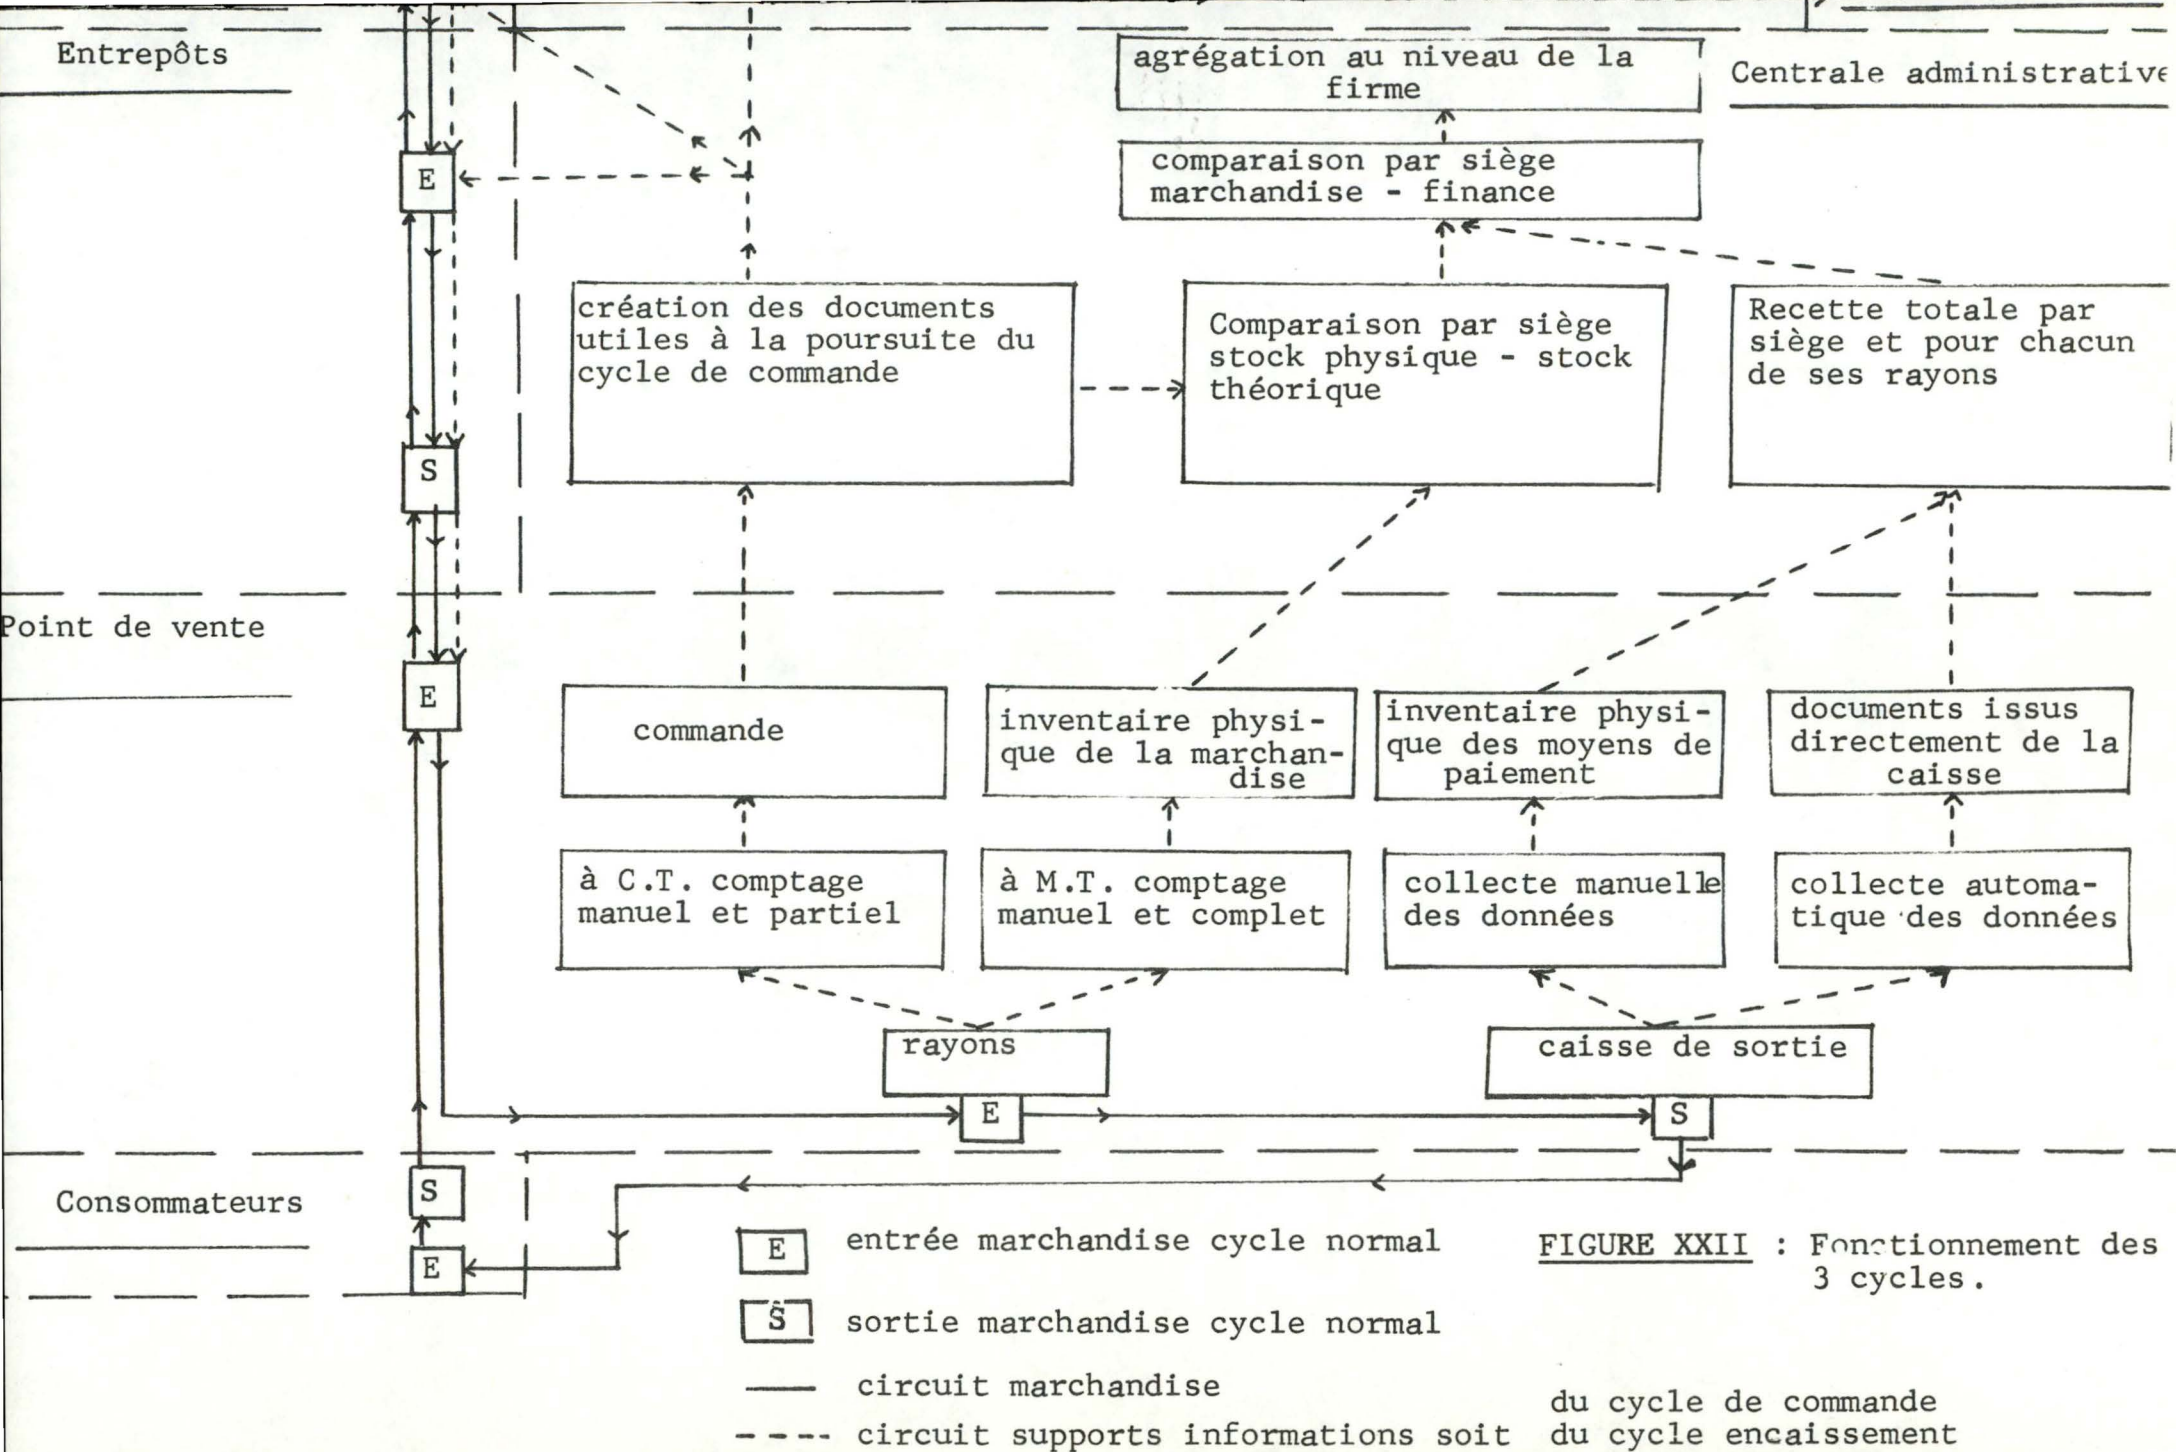 Entrepôts
agrégation au niveau de la
firme
Centrale administrative
comparaison par siège
marchandise - finance
E
création des documents
utiles à la poursuite du
cycle de commande
Comparaison par siège
stock physique - stock
théorique
Recette totale par
siège et pour chacun
de ses rayons
S
Point de vente
E
commande
inventaire physi-
que de la marchan-
dise
inventaire physi-
que des moyens de
paiement
documents issus
directement de la
caisse
à C.T. comptage
manuel et partiel
à M.T. comptage
manuel et complet
collecte manuelle
des données
collecte automa-
tique des données
rayons
caisse de sortie
E
S
Consommateurs
S
E
E entrée marchandise cycle normal
S sortie marchandise cycle normal
FIGURE XXII : Fonctionnement des
3 cycles.
circuit marchandise
du cycle de commande
circuit supports informations soit du cycle encaissement